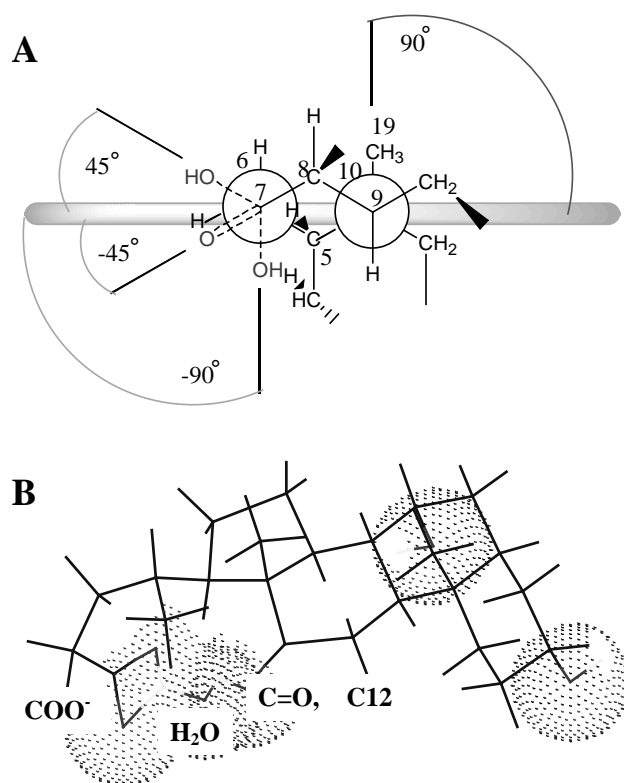 A
90°
H
19
45°
H
6
8
10
CH3
HO
7
C
9
CH2
H
H
O
C
CH2
-45°
5
OH
H
H
HC
-90°
B
COO-
H2O
C=O, C12